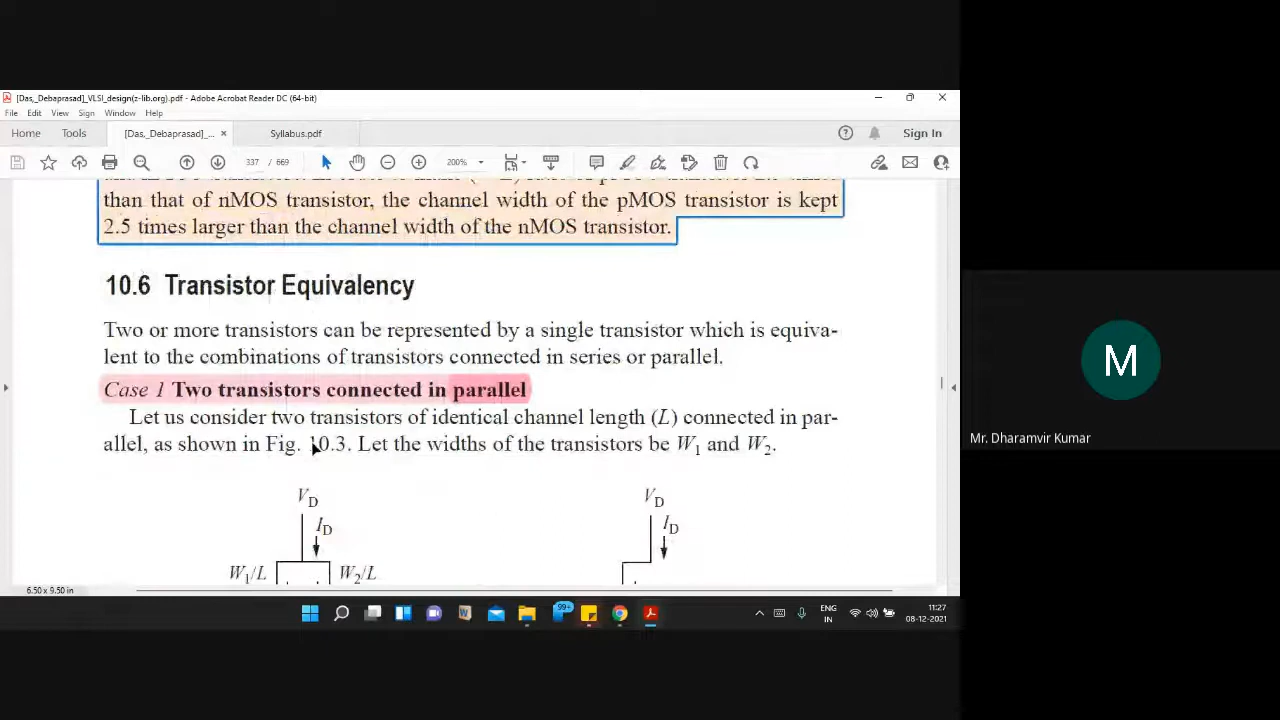 [Das,_Debaprasad]_VLSI_design(z-lib.org).pdf - Adobe Acrobat Reader DC (64-bit)
File Edit View Sign Window Help
Home Tools [Das,_Debaprasad]_... × Syllabus.pdf Sign In
337 / 669 200%
than that of nMOS transistor, the channel width of the pMOS transistor is kept
2.5 times larger than the channel width of the nMOS transistor.
10.6 Transistor Equivalency
Two or more transistors can be represented by a single transistor which is equiva-
lent to the combinations of transistors connected in series or parallel.
Case 1 Two transistors connected in parallel
Let us consider two transistors of identical channel length (L) connected in par-
allel, as shown in Fig. 10.3. Let the widths of the transistors be W1 and W2.
VD VD
ID ID
W1/L W2/L
6.50 x 9.50 in
99+
ENG
IN
11:27
08-12-2021
M
Mr. Dharamvir Kumar